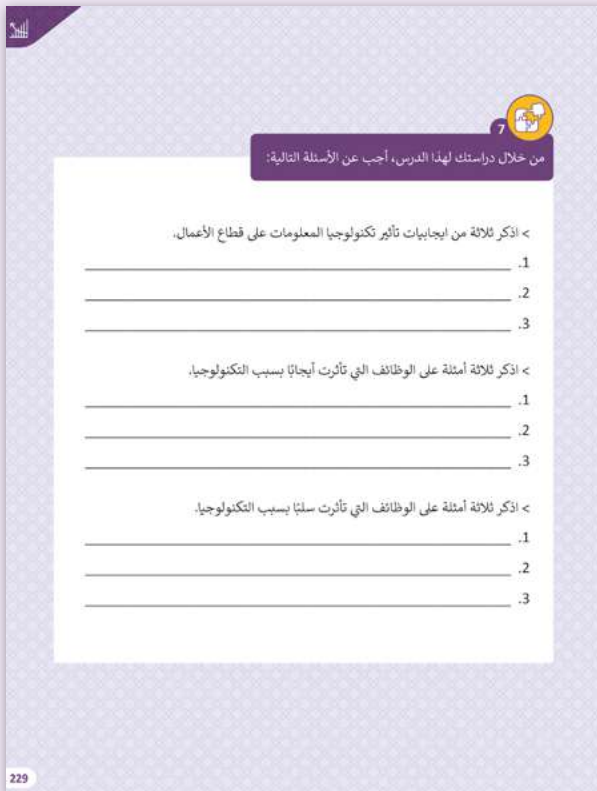 7
من خلال دراستك لهذا الدرس، أجب عن الأسئلة التالية:
> اذكر ثلاثة من ايجابيات تأثير تكنولوجيا المعلومات على قطاع الأعمال.
1.
2.
3.
> اذكر ثلاثة أمثلة على الوظائف التي تأثرت أيجابًا بسبب التكنولوجيا.
1.
2.
3.
> اذكر ثلاثة أمثلة على الوظائف التي تأثرت سلبًا بسبب التكنولوجيا.
1.
2.
3.
229